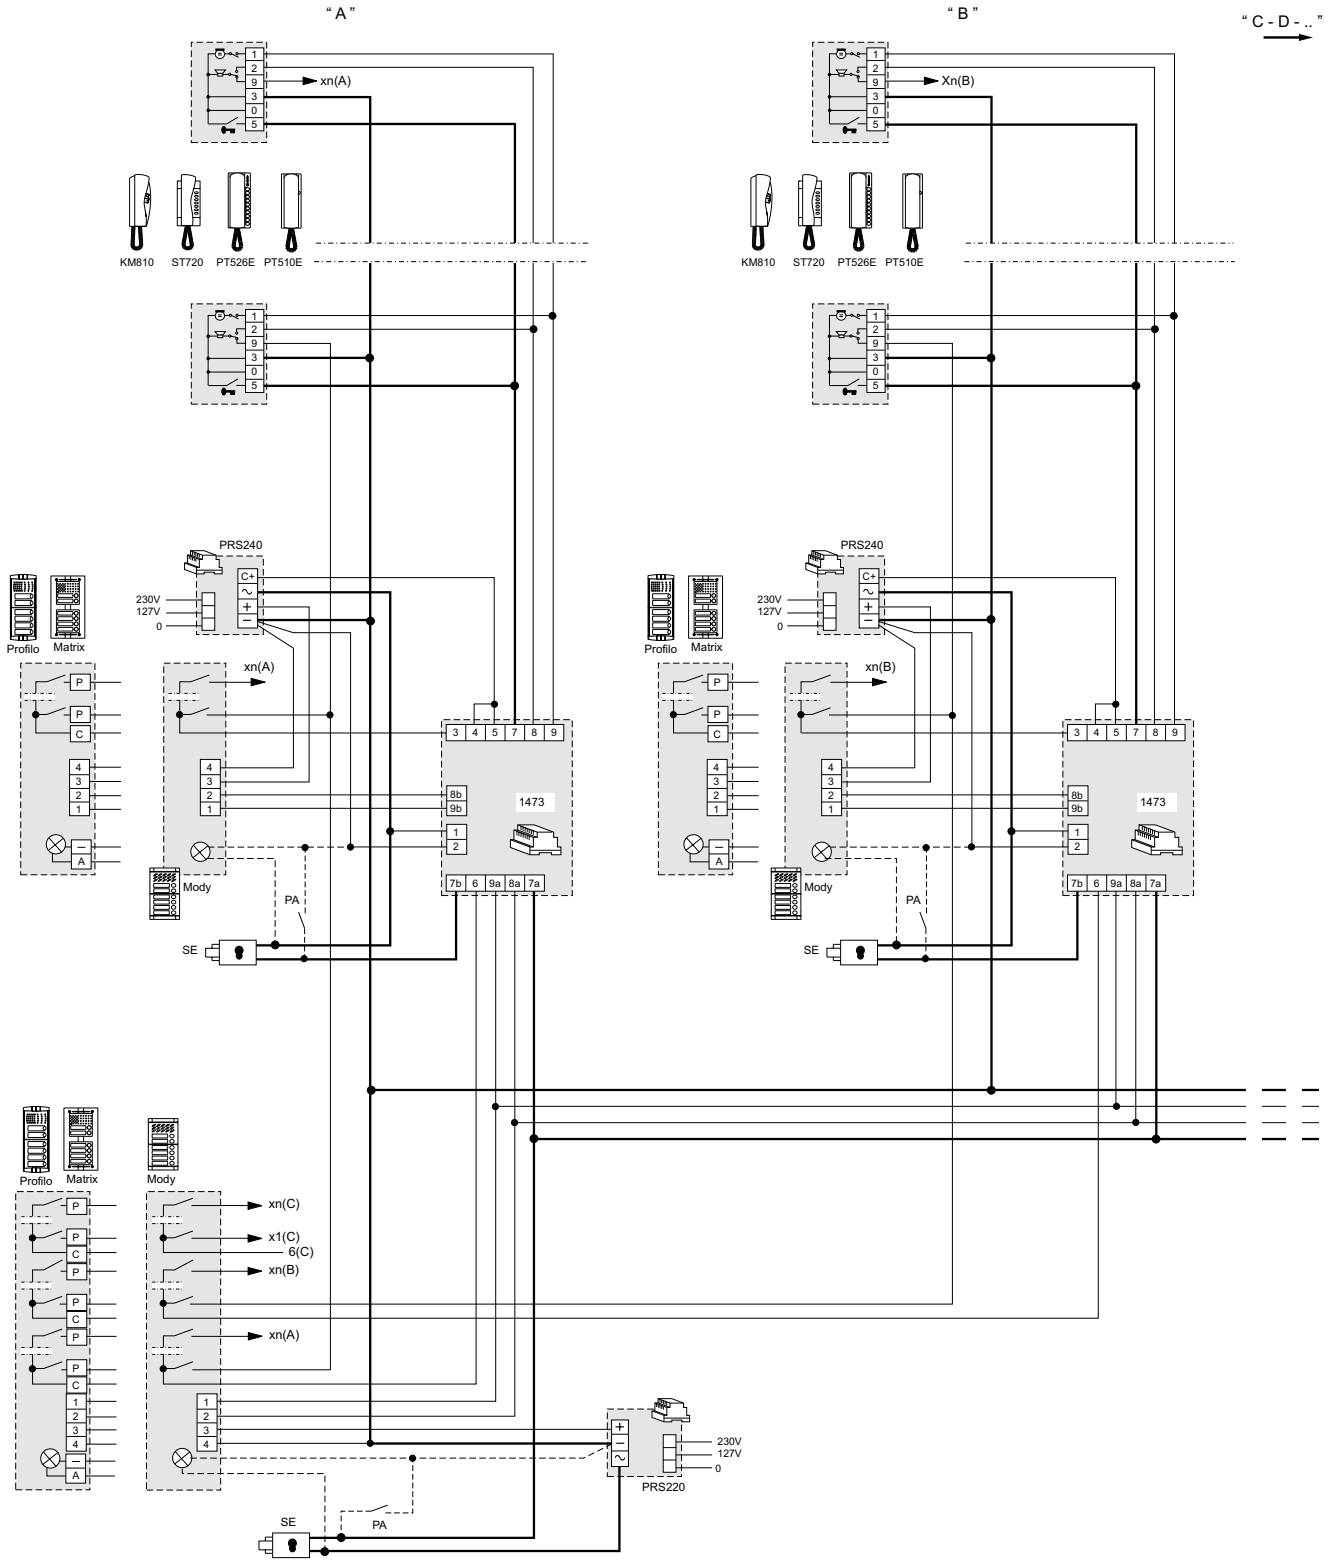 “ A ”
“ B ”
“ C - D - .. ”
1
2
9
3
0
5
xn(A)
1
2
9
3
0
5
Xn(B)
KM810 ST720 PT526E PT510E
KM810 ST720 PT526E PT510E
1
2
9
3
0
5
1
2
9
3
0
5
PRS240
C+
~
+
–
230V
127V
0
PRS240
C+
~
+
–
230V
127V
0
Profilo
Matrix
xn(A)
P
P
C
4
3
2
1
–
A
4
3
2
1
Mody
3 4 5 7 8 9
8b
9b
1473
1
2
7b 6 9a 8a 7a
PA
SE
Profilo
Matrix
xn(B)
P
P
C
4
3
2
1
–
A
4
3
2
1
Mody
3 4 5 7 8 9
8b
9b
1473
1
2
7b 6 9a 8a 7a
PA
SE
Profilo
Matrix
Mody
P
P
C
P
P
C
P
P
C
1
2
3
4
–
A
xn(C)
x1(C)
6(C)
xn(B)
xn(A)
1
2
3
4
+
–
~
230V
127V
0
PRS220
PA
SE